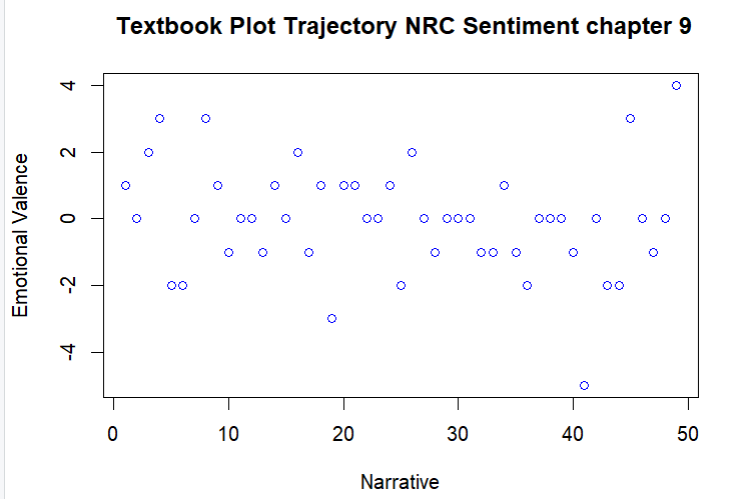 Textbook Plot Trajectory NRC Sentiment chapter 9
Emotional Valence
4
2
0
-2
-4
0 10 20 30 40 50
Narrative